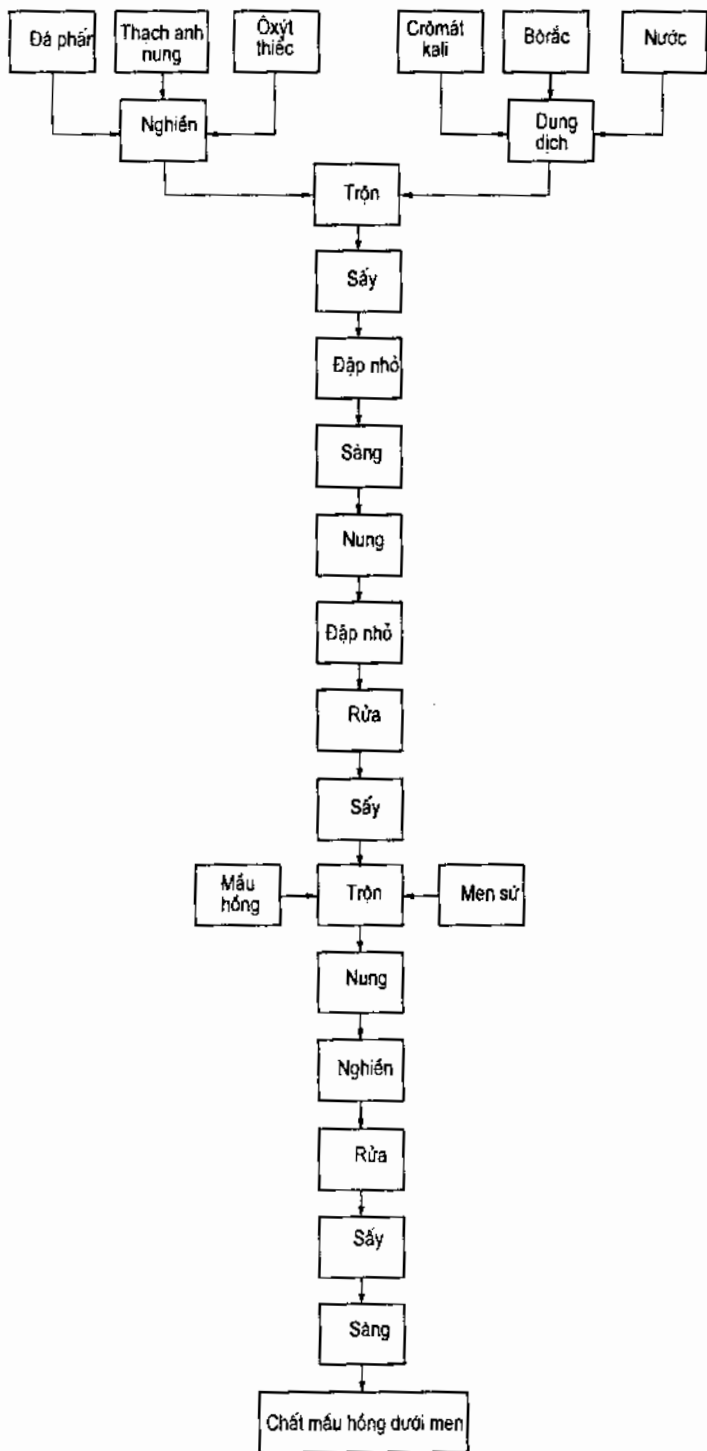 Đá phấn
Thạch anh
nung
Ôxýt
thiếc
Crômát
kali
Bôrắc
Nước
Nghiền
Dung
dịch
Trộn
Sấy
Đập nhỏ
Sàng
Nung
Đập nhỏ
Rửa
Sấy
Mầu
hồng
Trộn
Men sứ
Nung
Nghiền
Rửa
Sấy
Sàng
Chất mầu hồng dưới men